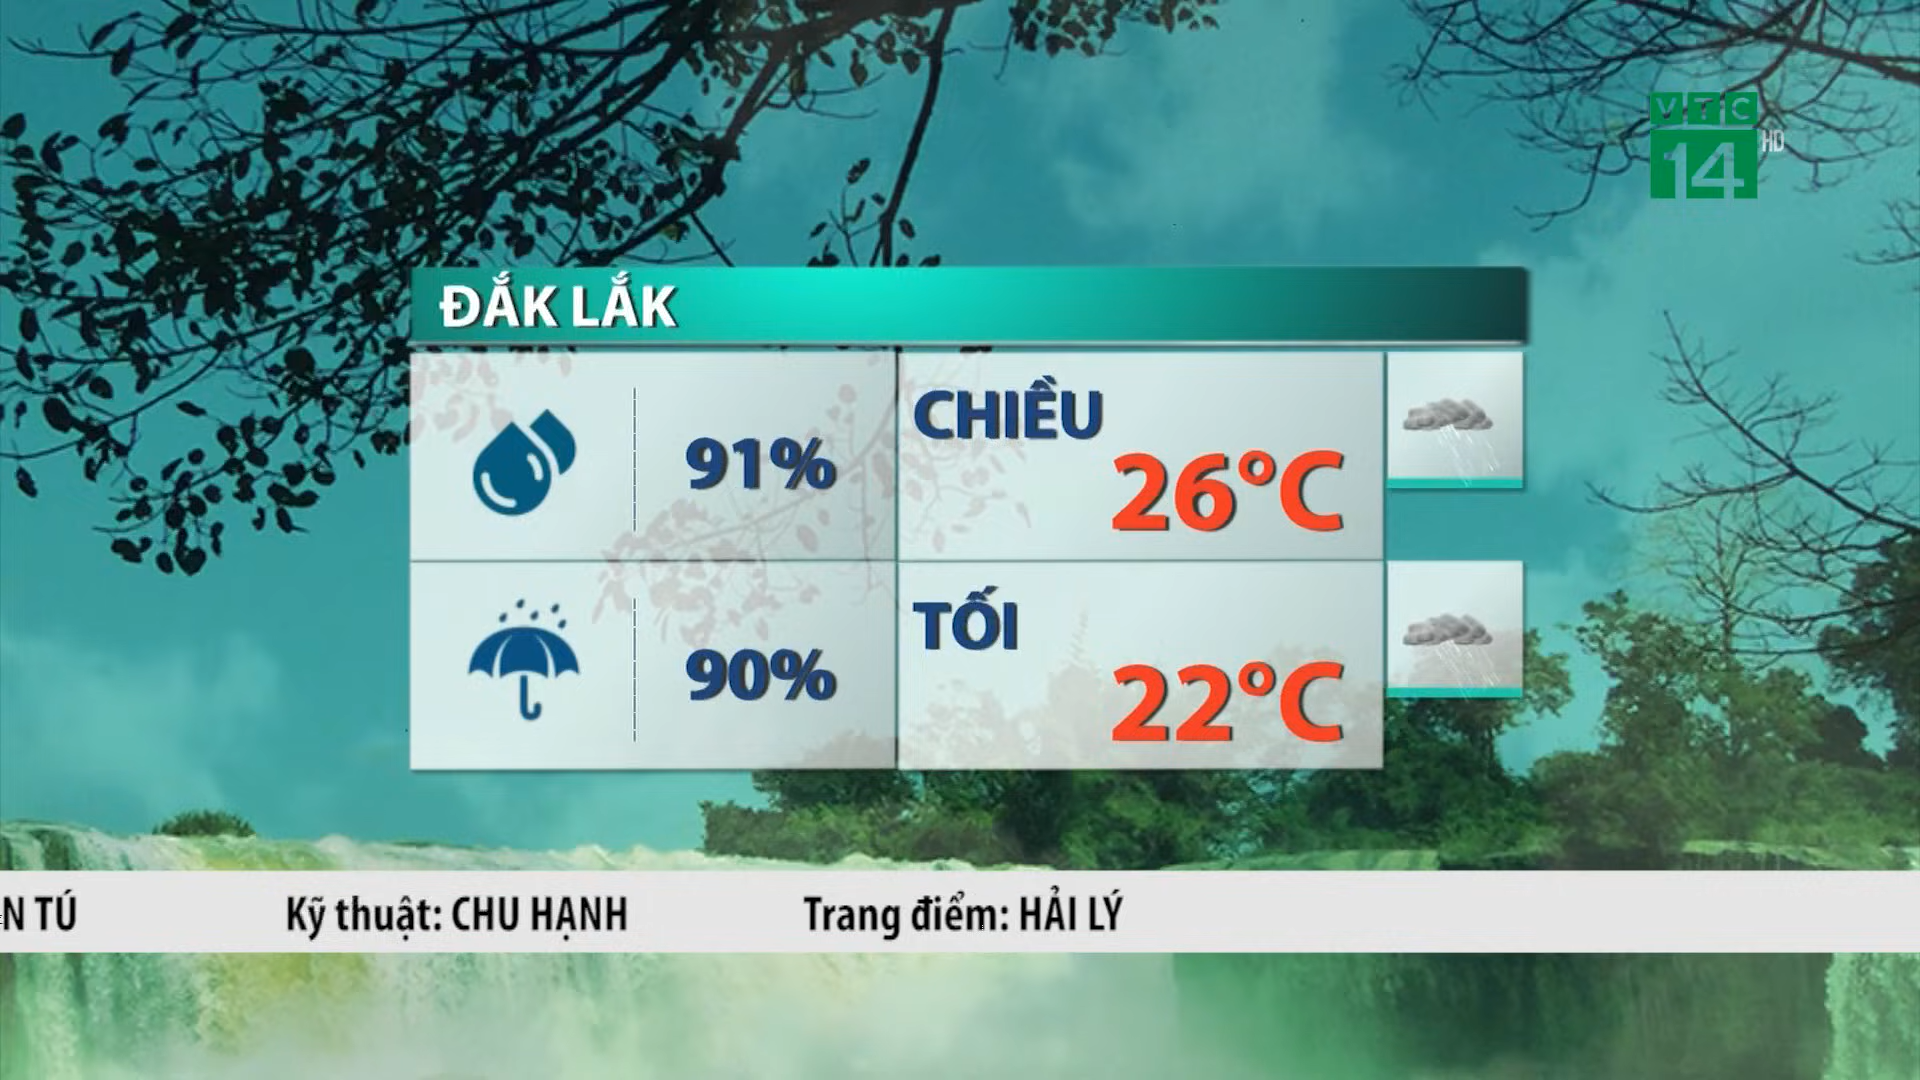 VTC
14
HD
ĐẮK LẮK
91%
CHIỀU
26°C
90%
TỐI
22°C
N TÚ
Kỹ thuật: CHU HẠNH
Trang điểm: HẢI LÝ